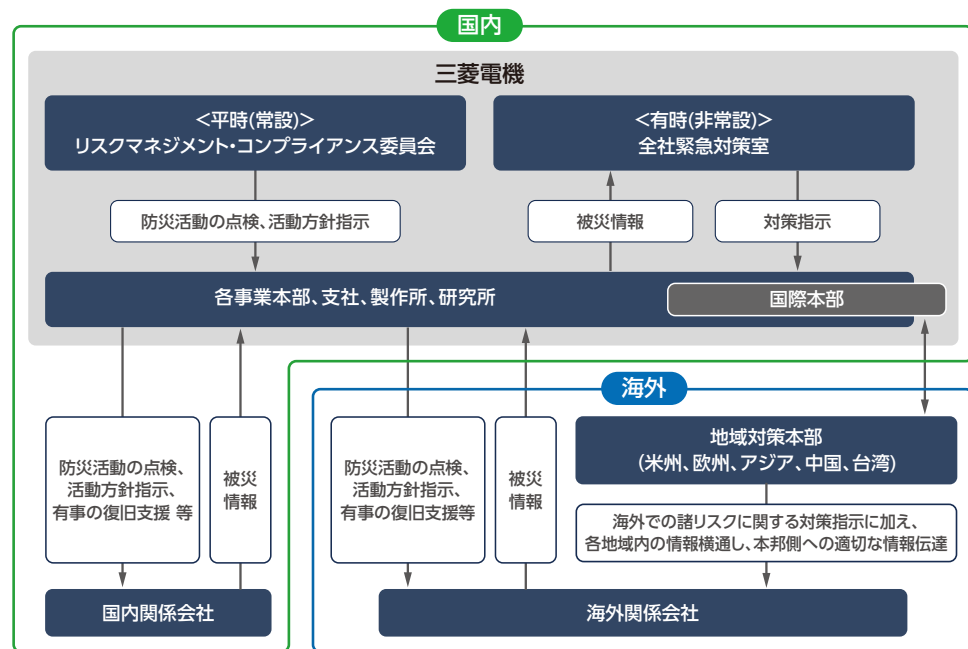 国内
三菱電機
＜平時(常設)＞
リスクマネジメント・コンプライアンス委員会
＜有時(非常設)＞
全社緊急対策室
防災活動の点検、活動方針指示
被災情報
対策指示
各事業本部、支社、製作所、研究所
国際本部
海外
地域対策本部
(米州、欧州、アジア、中国、台湾)
防災活動の点検、
活動方針指示、
有事の復旧支援 等
被災
情報
防災活動の点検、
活動方針指示、
有事の復旧支援等
被災
情報
海外での諸リスクに関する対策指示に加え、
各地域内の情報横通し、本邦側への適切な情報伝達
国内関係会社
海外関係会社